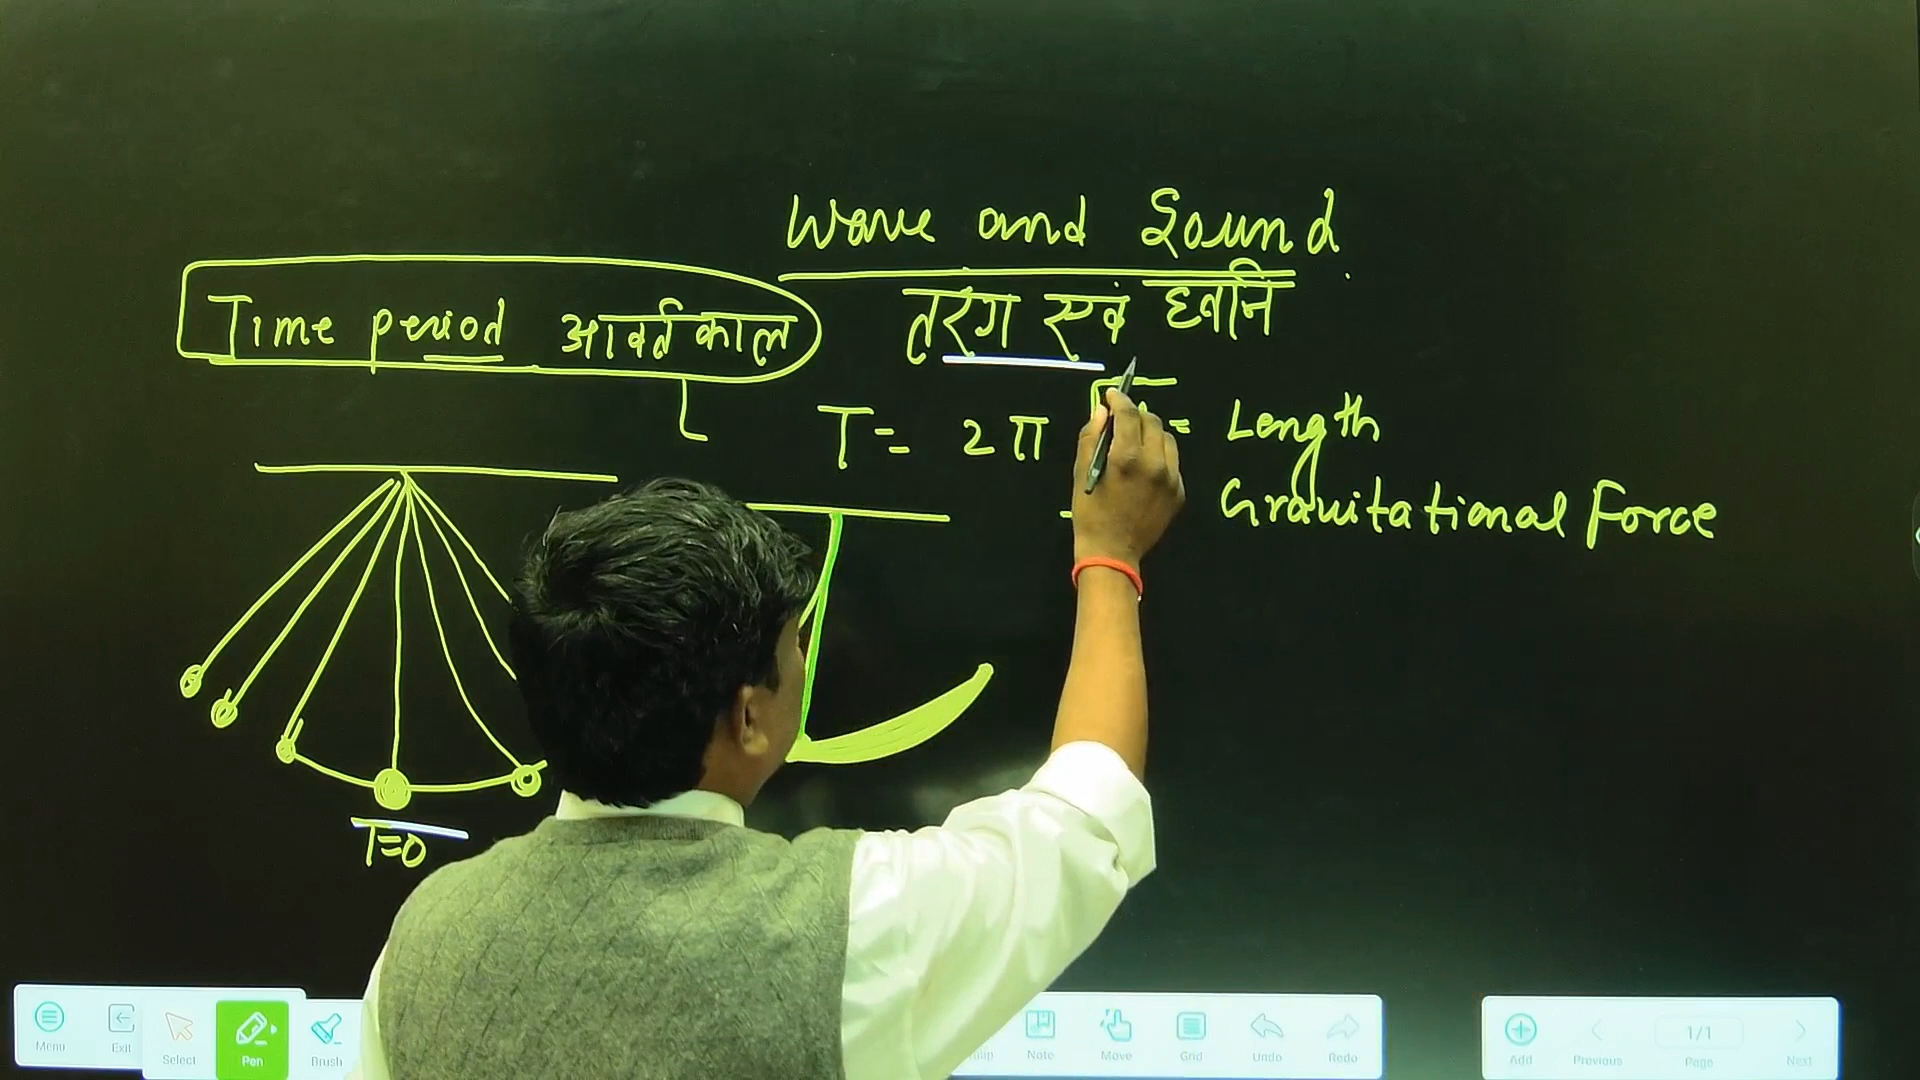 Wave and Sound
तरंग एवं ध्वनि
Time period आवर्त काल
T = 2π = Length
Gravitational Force
T=0
Menu
Exit
Select
Pen
Brush
Note
Move
Grid
Undo
Redo
Add
Previous
1/1
Page
Next